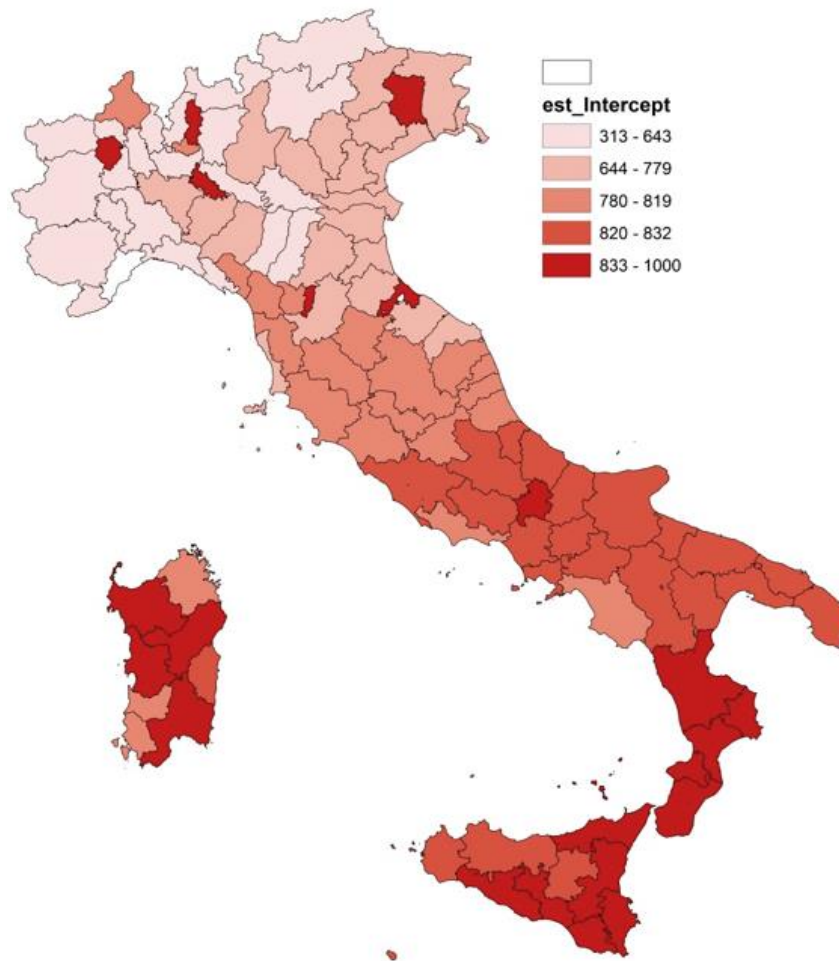 est_Intercept
313 - 643
644 - 779
780 - 819
820 - 832
833 - 1000